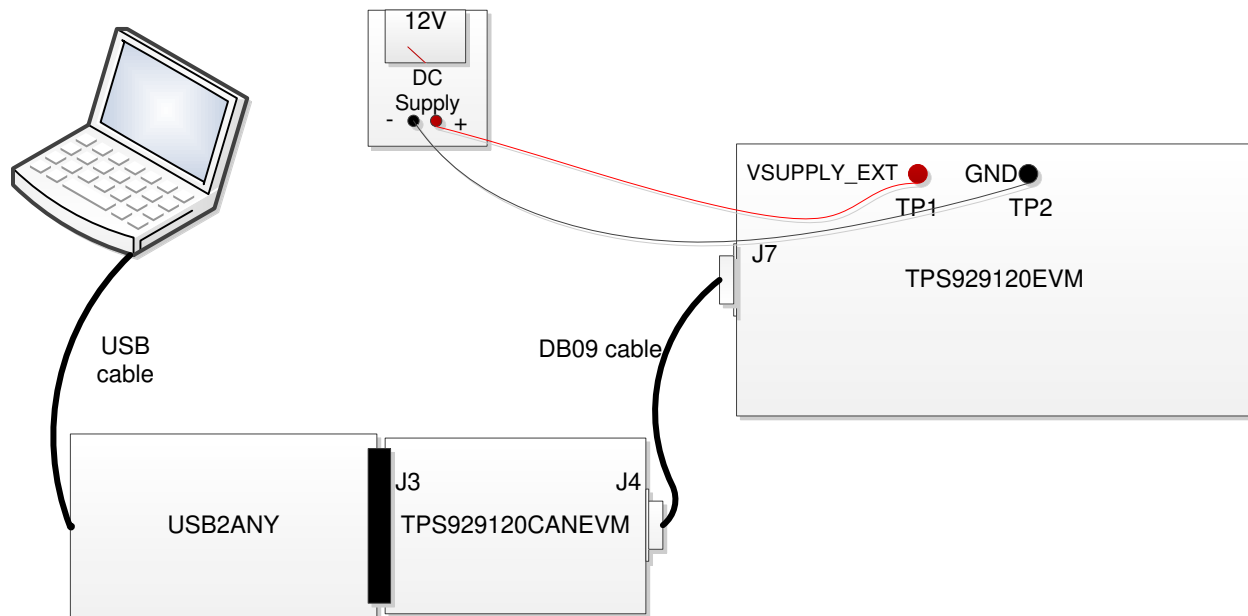 12V
DC
Supply
- +
VSUPPLY_EXT GND
TP1 TP2
J7
TPS929120EVM
USB
cable
DB09 cable
J3 J4
USB2ANY TPS929120CANEVM